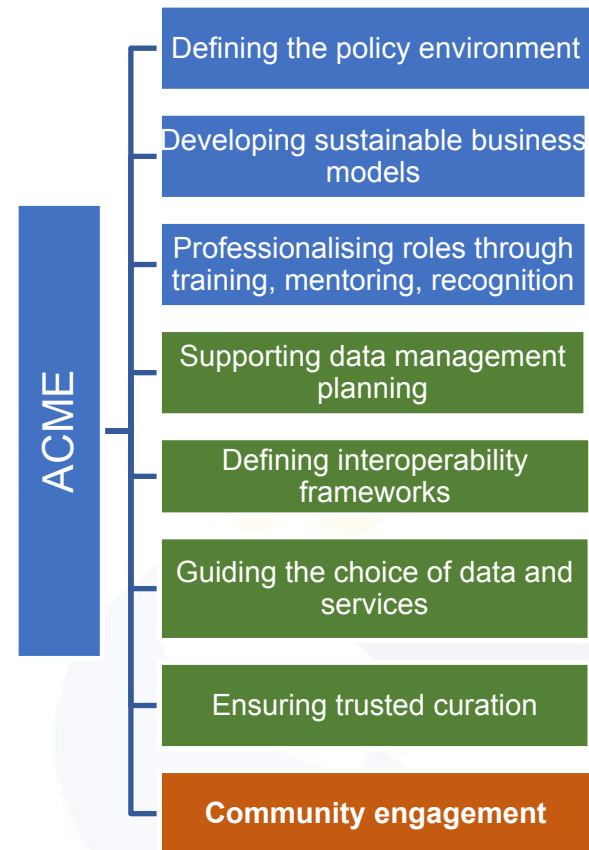 ACME
Defining the policy environment
Developing sustainable business
models
Professionalising roles through
training, mentoring, recognition
Supporting data management
planning
Defining interoperability
frameworks
Guiding the choice of data and
services
Ensuring trusted curation
Community engagement